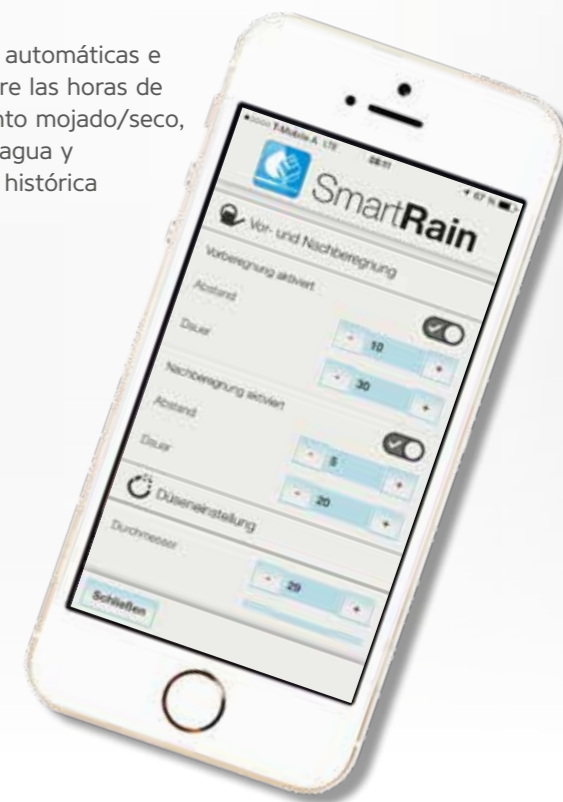 automáticas e
re las horas de
nto mojado/seco,
agua y
histórica
T-Mobile A LTE 08:11 67 %
SmartRain
Vor- und Nachberegnung
Vorberegnung aktiviert
Abstand - 10 +
Dauer - 30 +
Nachberegnung aktiviert
Abstand - 5 +
Dauer - 20 +
Düseneinstellung
Durchmesser - 29 +
Schließen